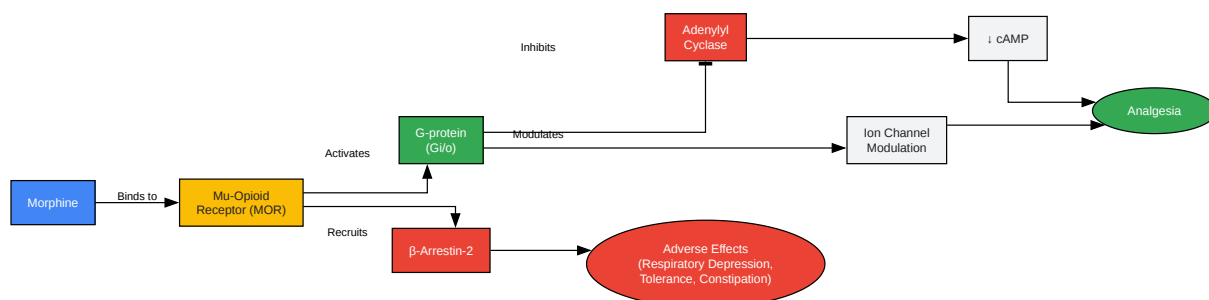 Adenylyl
Cyclase
Inhibits
↓ cAMP
Analgesia
G-protein
(Gi/o)
Modulates
Ion Channel
Modulation
Activates
Morphine
Binds to
Mu-Opioid
Receptor (MOR)
Recruits
β-Arrestin-2
Adverse Effects
(Respiratory Depression,
Tolerance, Constipation)